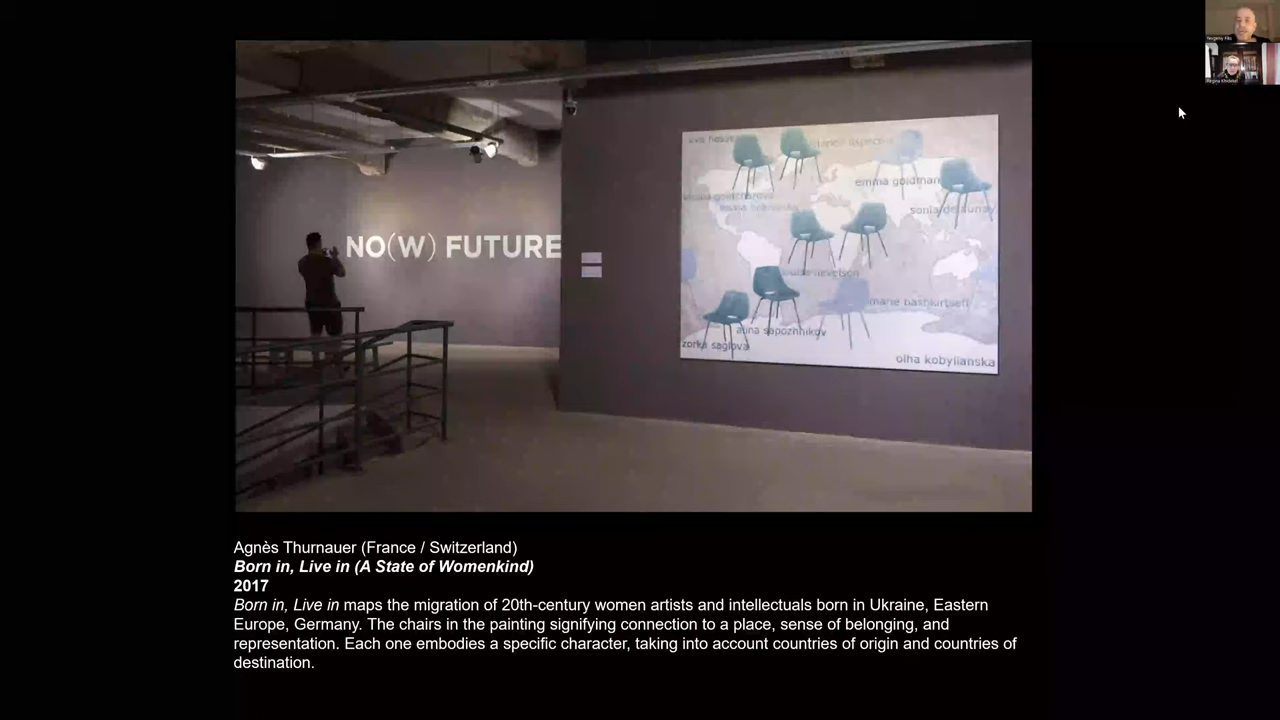 NO(W) FUTURE
emma goldman
sonia delaunay
marie bashkirtseff
alina sapozhnikov
zorka saglova
olha kobylianska
Agnès Thurnauer (France / Switzerland)
Born in, Live in (A State of Womenkind)
2017
Born in, Live in maps the migration of 20th-century women artists and intellectuals born in Ukraine, Eastern
Europe, Germany. The chairs in the painting signifying connection to a place, sense of belonging, and
representation. Each one embodies a specific character, taking into account countries of origin and countries of
destination.